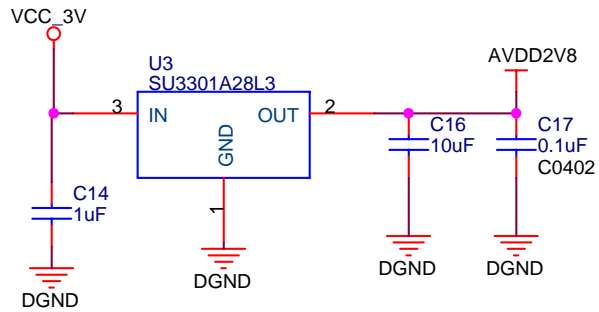 VCC_3V
U3
SU3301A28L3
AVDD2V8
3
IN
OUT
2
GND
1
C14
1uF
C16
10uF
C17
0.1uF
C0402
DGND
DGND
DGND
DGND